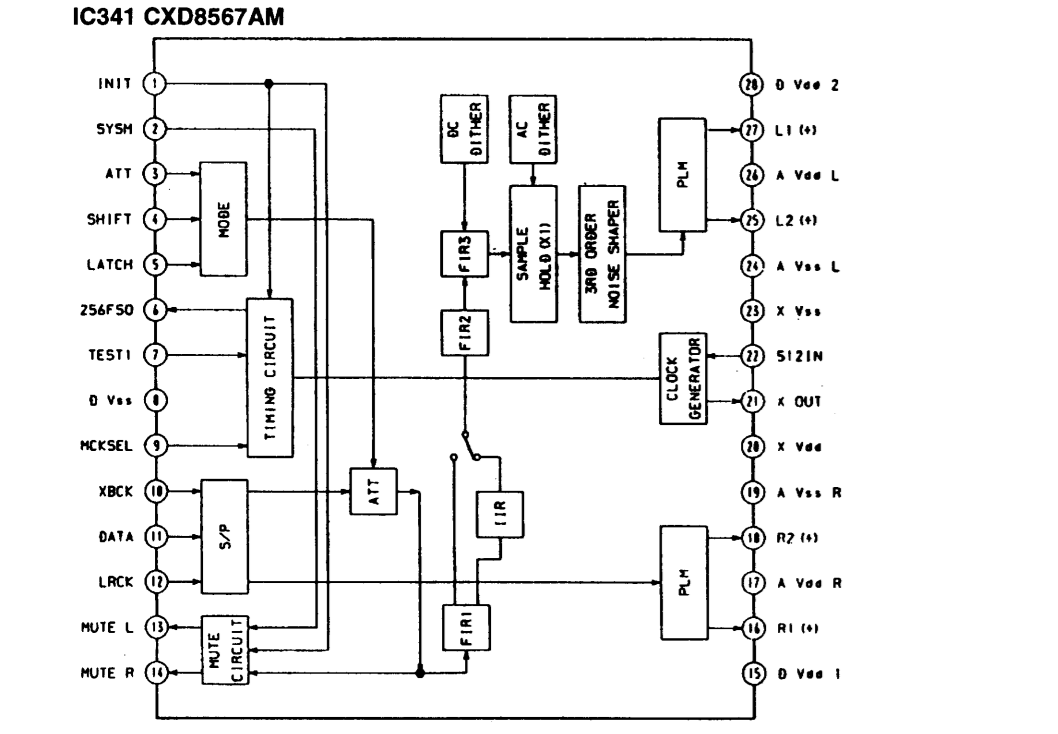 IC341 CXD8567AM
INIT 1
SYSM 2
ATT 3
SHIFT 4
LATCH 5
256FSO 6
TEST1 7
D Vss 8
MCKSEL 9
XBCK 10
DATA 11
LRCK 12
MUTE L 13
MUTE R 14
MODE
TIMING CIRCUIT
S/P
MUTE
CIRCUIT
ATT
DC
DITHER
AC
DITHER
FIR3
FIR2
SAMPLE
HOLD (X1)
3RD ORDER
NOISE SHAPER
IIR
FIR1
PLM
CLOCK
GENERATOR
PLM
28 D Vdd 2
27 L1 (+)
26 A Vdd L
25 L2 (+)
24 A Vss L
23 X Vss
22 512IN
21 X OUT
20 X Vdd
19 A Vss R
18 R2 (+)
17 A Vdd R
16 R1 (+)
15 D Vdd 1